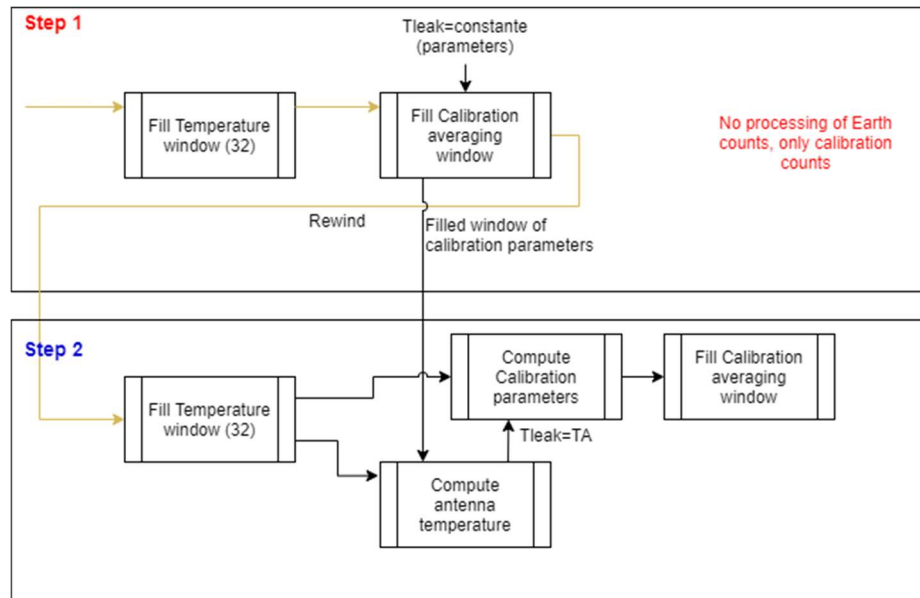 Step 1
Tleak=constante
(parameters)
Fill Temperature
window (32)
Fill Calibration
averaging
window
No processing of Earth
counts, only calibration
counts
Rewind
Filled window of
calibration parameters
Step 2
Fill Temperature
window (32)
Compute
Calibration
parameters
Fill Calibration
averaging
window
Tleak=TA
Compute
antenna
temperature